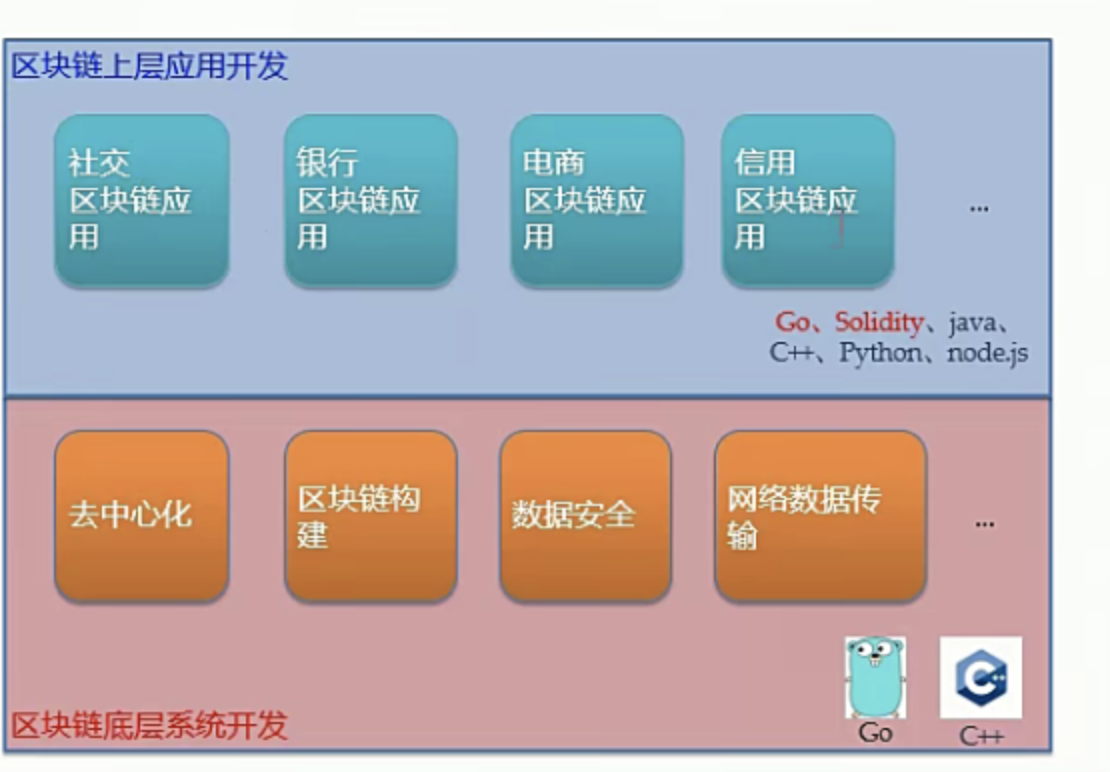 区块链上层应用开发
社交
区块链应
用
银行
区块链应
用
电商
区块链应
用
信用
区块链应
用
...
Go、Solidity、java、
C++、Python、node.js
去中心化
区块链构
建
数据安全
网络数据传
输
...
区块链底层系统开发
Go
C++
C++